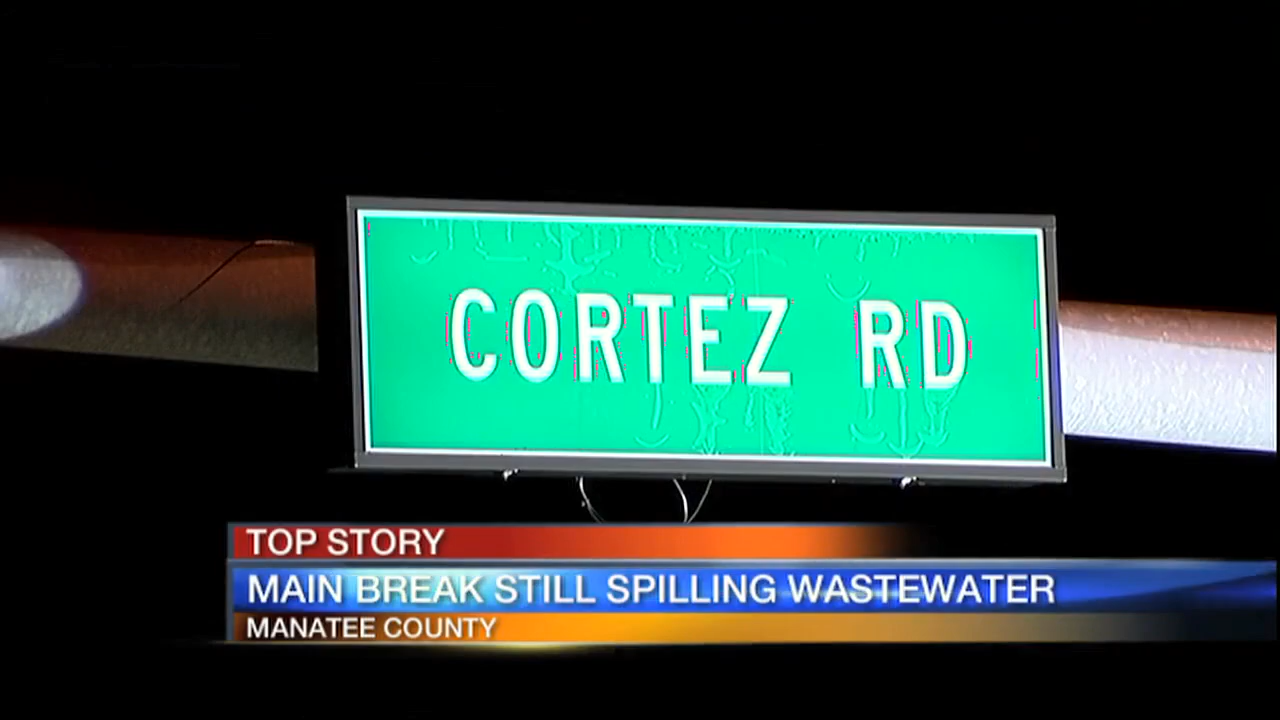 CORTEZ RD
TOP STORY
MAIN BREAK STILL SPILLING WASTEWATER
MANATEE COUNTY